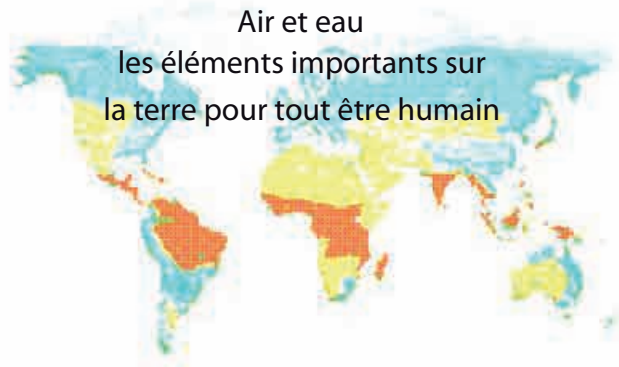 Air et eau
les éléments importants sur
la terre pour tout être humain